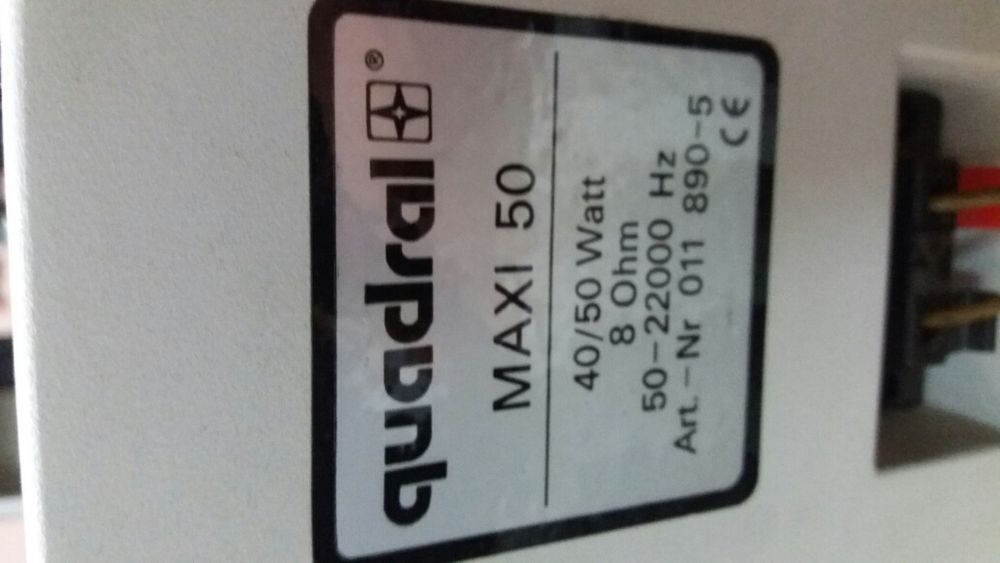 quadral ®
MAXI 50
40/50 Watt
8 Ohm
50-22000 Hz
Art.-Nr 011 890-5
CE